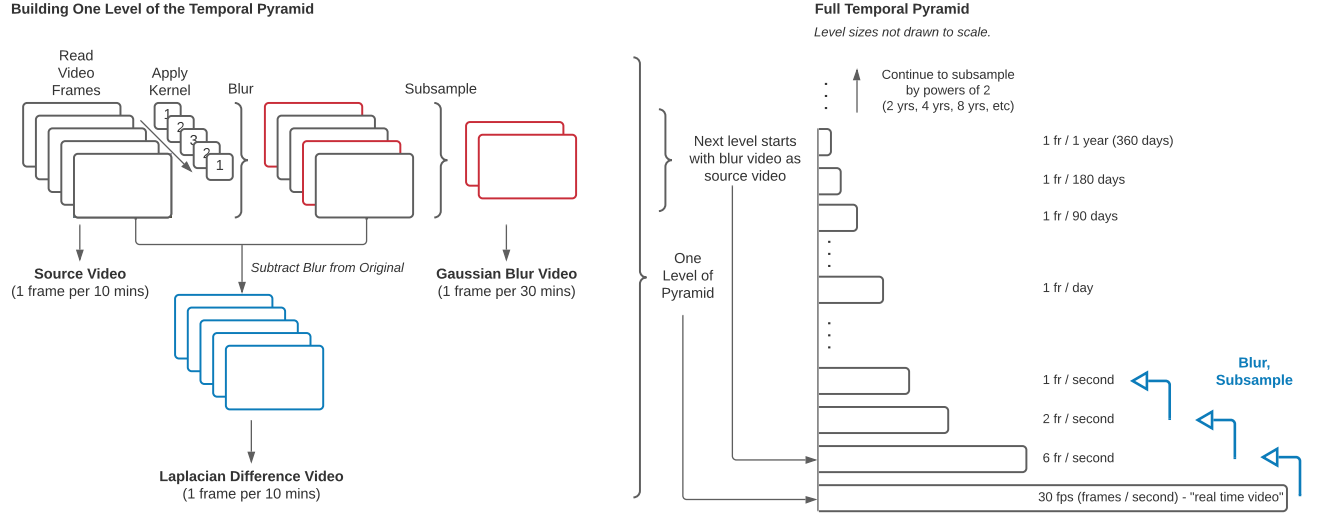 Building One Level of the Temporal Pyramid
Read
Video
Frames
Apply
Kernel
Blur
Subsample
1
2
3
2
1
Source Video
(1 frame per 10 mins)
Subtract Blur from Original
Gaussian Blur Video
(1 frame per 30 mins)
Laplacian Difference Video
(1 frame per 10 mins)
Next level starts
with blur video as
source video
One
Level of
Pyramid
Full Temporal Pyramid
Level sizes not drawn to scale.
Continue to subsample
by powers of 2
(2 yrs, 4 yrs, 8 yrs, etc)
1 fr / 1 year (360 days)
1 fr / 180 days
1 fr / 90 days
1 fr / day
Blur,
Subsample
1 fr / second
2 fr / second
6 fr / second
30 fps (frames / second) - "real time video"